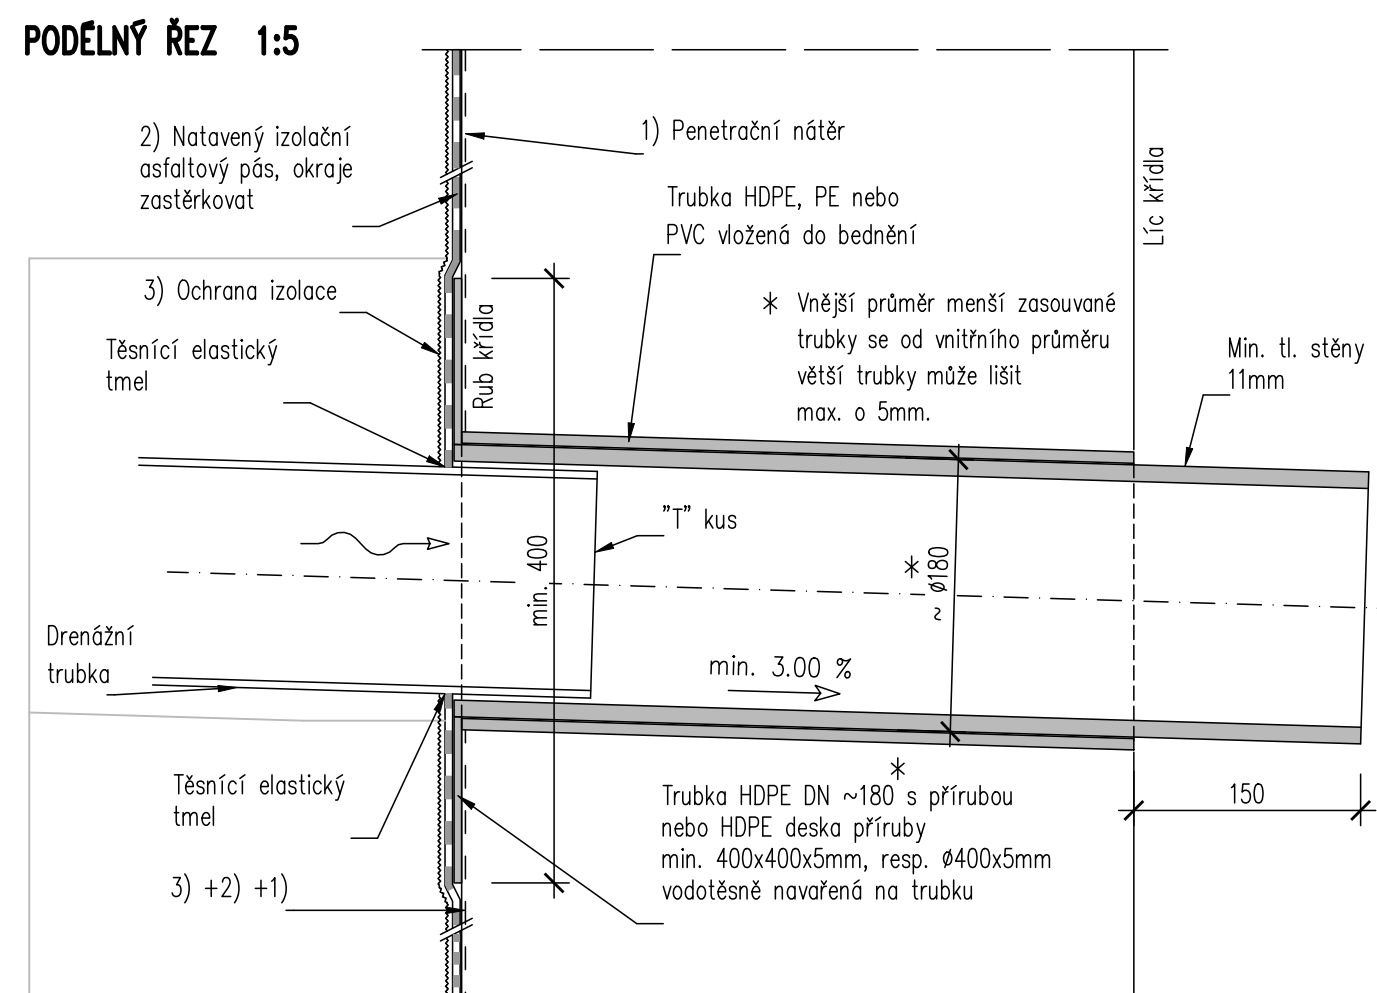 PODÉLNÝ ŘEZ 1:5
2) Natavený izolační
asfaltový pás, okraje
zastěrkovat
1) Penetrační nátěr
Trubka HDPE, PE nebo
PVC vložená do bednění
Líc křídla
3) Ochrana izolace
Těsnící elastický
tmel
Rub křídla
* Vnější průměr menší zasouvané
trubky se od vnitřního průměru
větší trubky může lišit
max. o 5mm.
Min. tl. stěny
11mm
"T" kus
min. 400
*
~ ø180
Drenážní
trubka
min. 3.00 %
Těsnící elastický
tmel
3) +2) +1)
*
Trubka HDPE DN ~180 s přírubou
nebo HDPE deska příruby
min. 400x400x5mm, resp. ø400x5mm
vodotěsně navařená na trubku
150